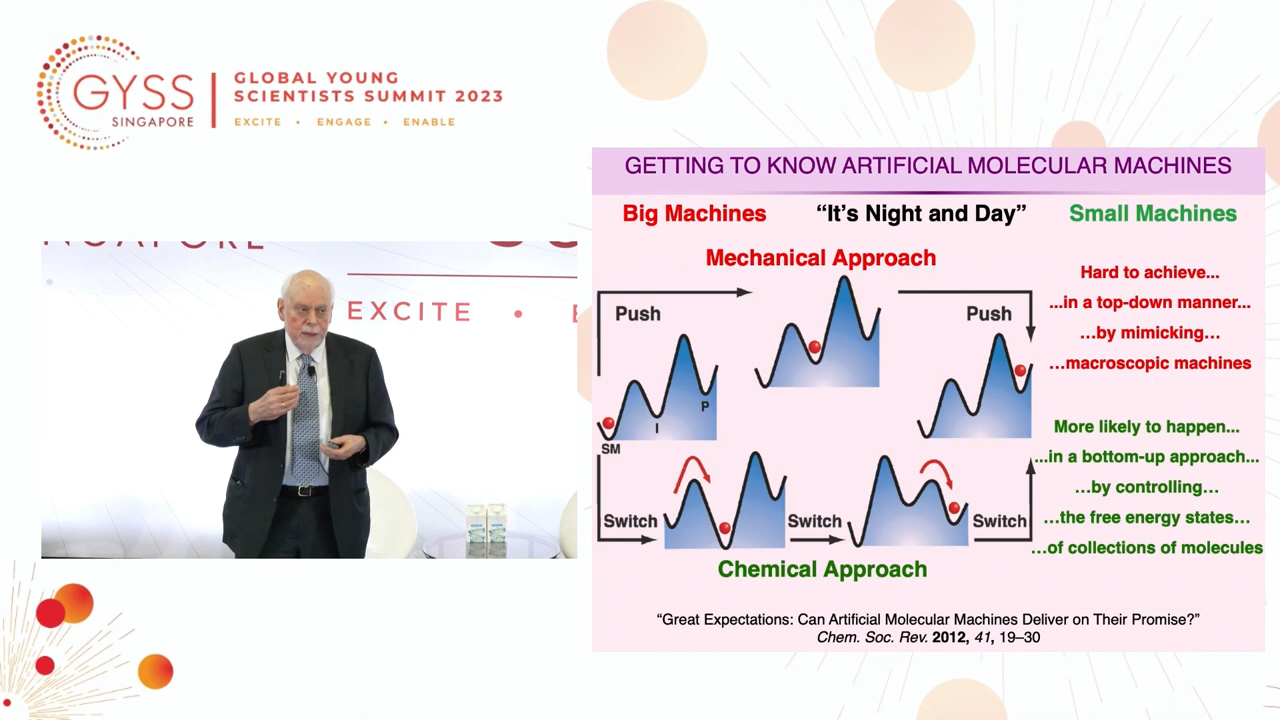 GYSS
SINGAPORE
GLOBAL YOUNG
SCIENTISTS SUMMIT 2023
EXCITE • ENGAGE • ENABLE
EXCITE •
GETTING TO KNOW ARTIFICIAL MOLECULAR MACHINES
Big Machines
“It’s Night and Day”
Small Machines
Mechanical Approach
Push
Push
SM
I
P
Hard to achieve...
...in a top-down manner...
...by mimicking...
...macroscopic machines
Switch
Switch
Switch
Chemical Approach
More likely to happen...
...in a bottom-up approach...
...by controlling...
...the free energy states...
...of collections of molecules
“Great Expectations: Can Artificial Molecular Machines Deliver on Their Promise?”
Chem. Soc. Rev. 2012, 41, 19–30